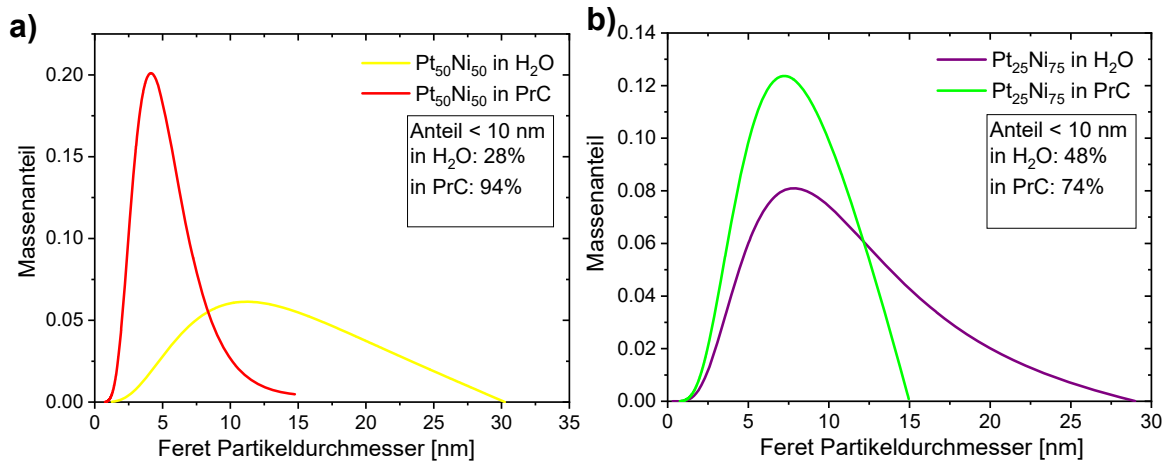 a)
Massenanteil
0.20
0.15
0.10
0.05
0.00
0 5 10 15 20 25 30 35
Feret Partikeldurchmesser [nm]
Pt50Ni50 in H2O
Pt50Ni50 in PrC
Anteil < 10 nm
in H2O: 28%
in PrC: 94%
b)
Massenanteil
0.14
0.12
0.10
0.08
0.06
0.04
0.02
0.00
0 5 10 15 20 25 30
Feret Partikeldurchmesser [nm]
Pt25Ni75 in H2O
Pt25Ni75 in PrC
Anteil < 10 nm
in H2O: 48%
in PrC: 74%